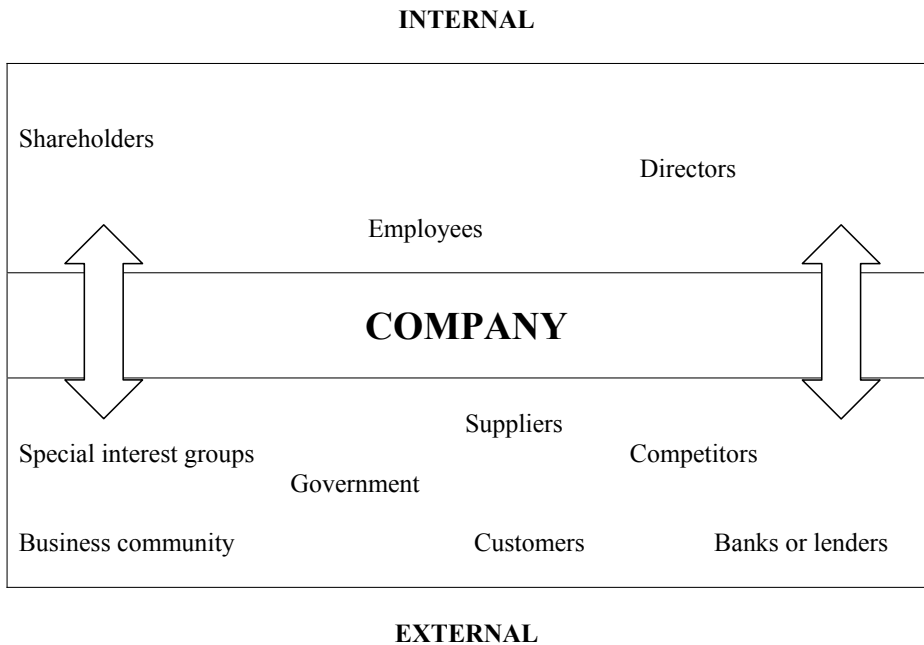 INTERNAL
Shareholders
Directors
Employees
COMPANY
Suppliers
Special interest groups
Competitors
Government
Business community
Customers
Banks or lenders
EXTERNAL